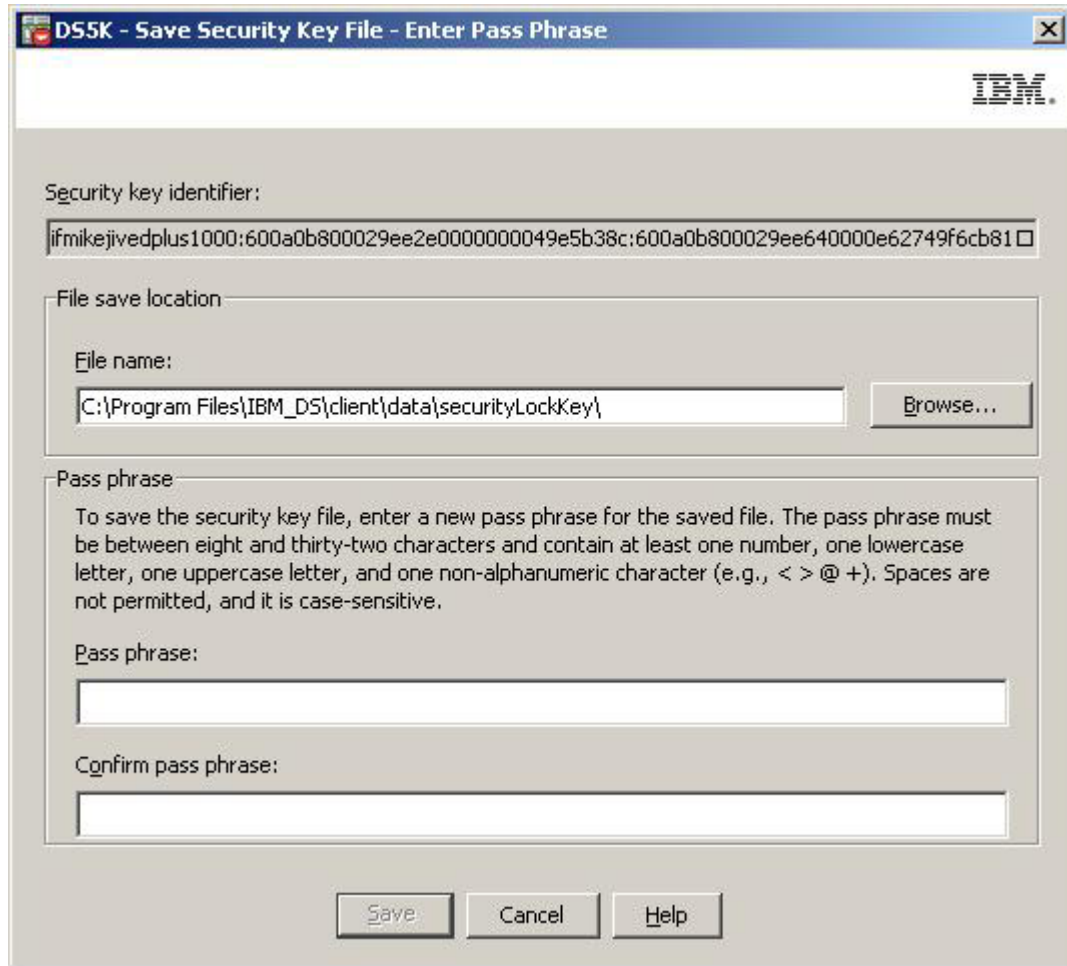 DS5K - Save Security Key File - Enter Pass Phrase
IBM.
Security key identifier:
ifmikejivedplus1000:600a0b800029ee2e0000000049e5b38c:600a0b800029ee640000e62749f6cb81□
File save location
File name:
C:\Program Files\IBM_DS\client\data\securityLockKey\
Browse...
Pass phrase
To save the security key file, enter a new pass phrase for the saved file. The pass phrase must
be between eight and thirty-two characters and contain at least one number, one lowercase
letter, one uppercase letter, and one non-alphanumeric character (e.g., < > @ +). Spaces are
not permitted, and it is case-sensitive.
Pass phrase:
Confirm pass phrase:
Save Cancel Help